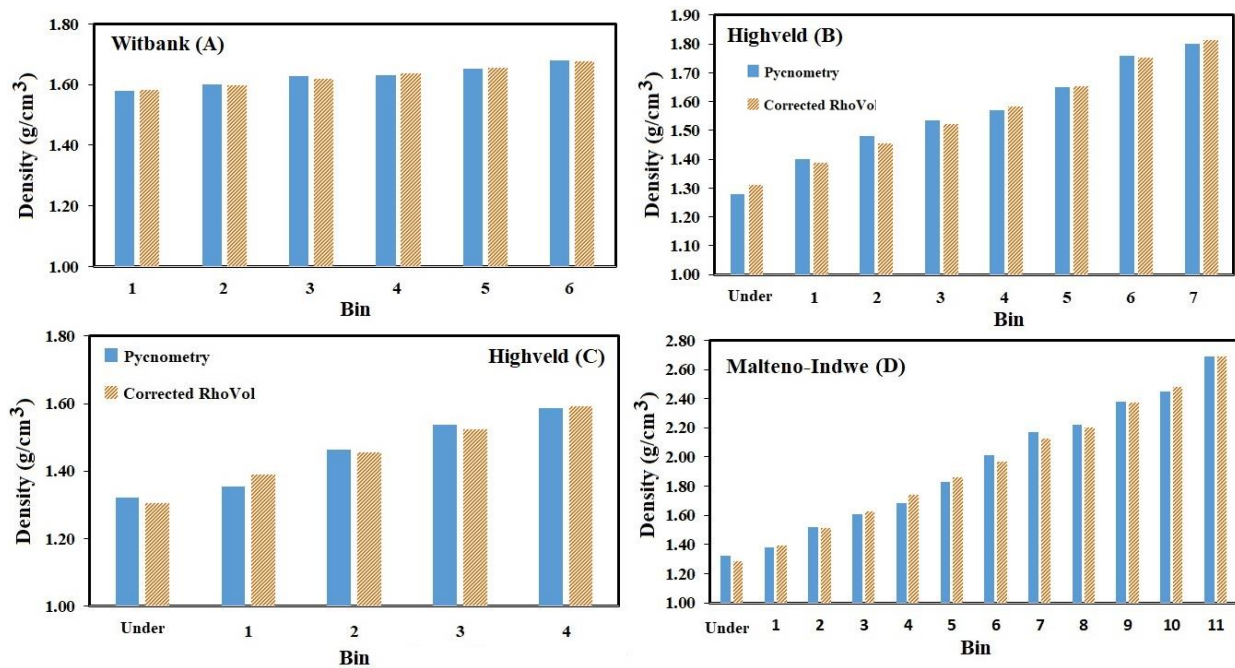 Witbank (A)
Density (g/cm³)
1.80
1.60
1.40
1.20
1.00
1 2 3 4 5 6
Bin
Highveld (B)
Pycnometry
Corrected RhoVol
Density (g/cm³)
1.90
1.80
1.70
1.60
1.50
1.40
1.30
1.20
1.10
1.00
Under 1 2 3 4 5 6 7
Bin
Highveld (C)
Pycnometry
Corrected RhoVol
Density (g/cm³)
1.80
1.60
1.40
1.20
1.00
Under 1 2 3 4
Bin
Malteno-Indwe (D)
Density (g/cm³)
2.80
2.60
2.40
2.20
2.00
1.80
1.60
1.40
1.20
1.00
Under 1 2 3 4 5 6 7 8 9 10 11
Bin